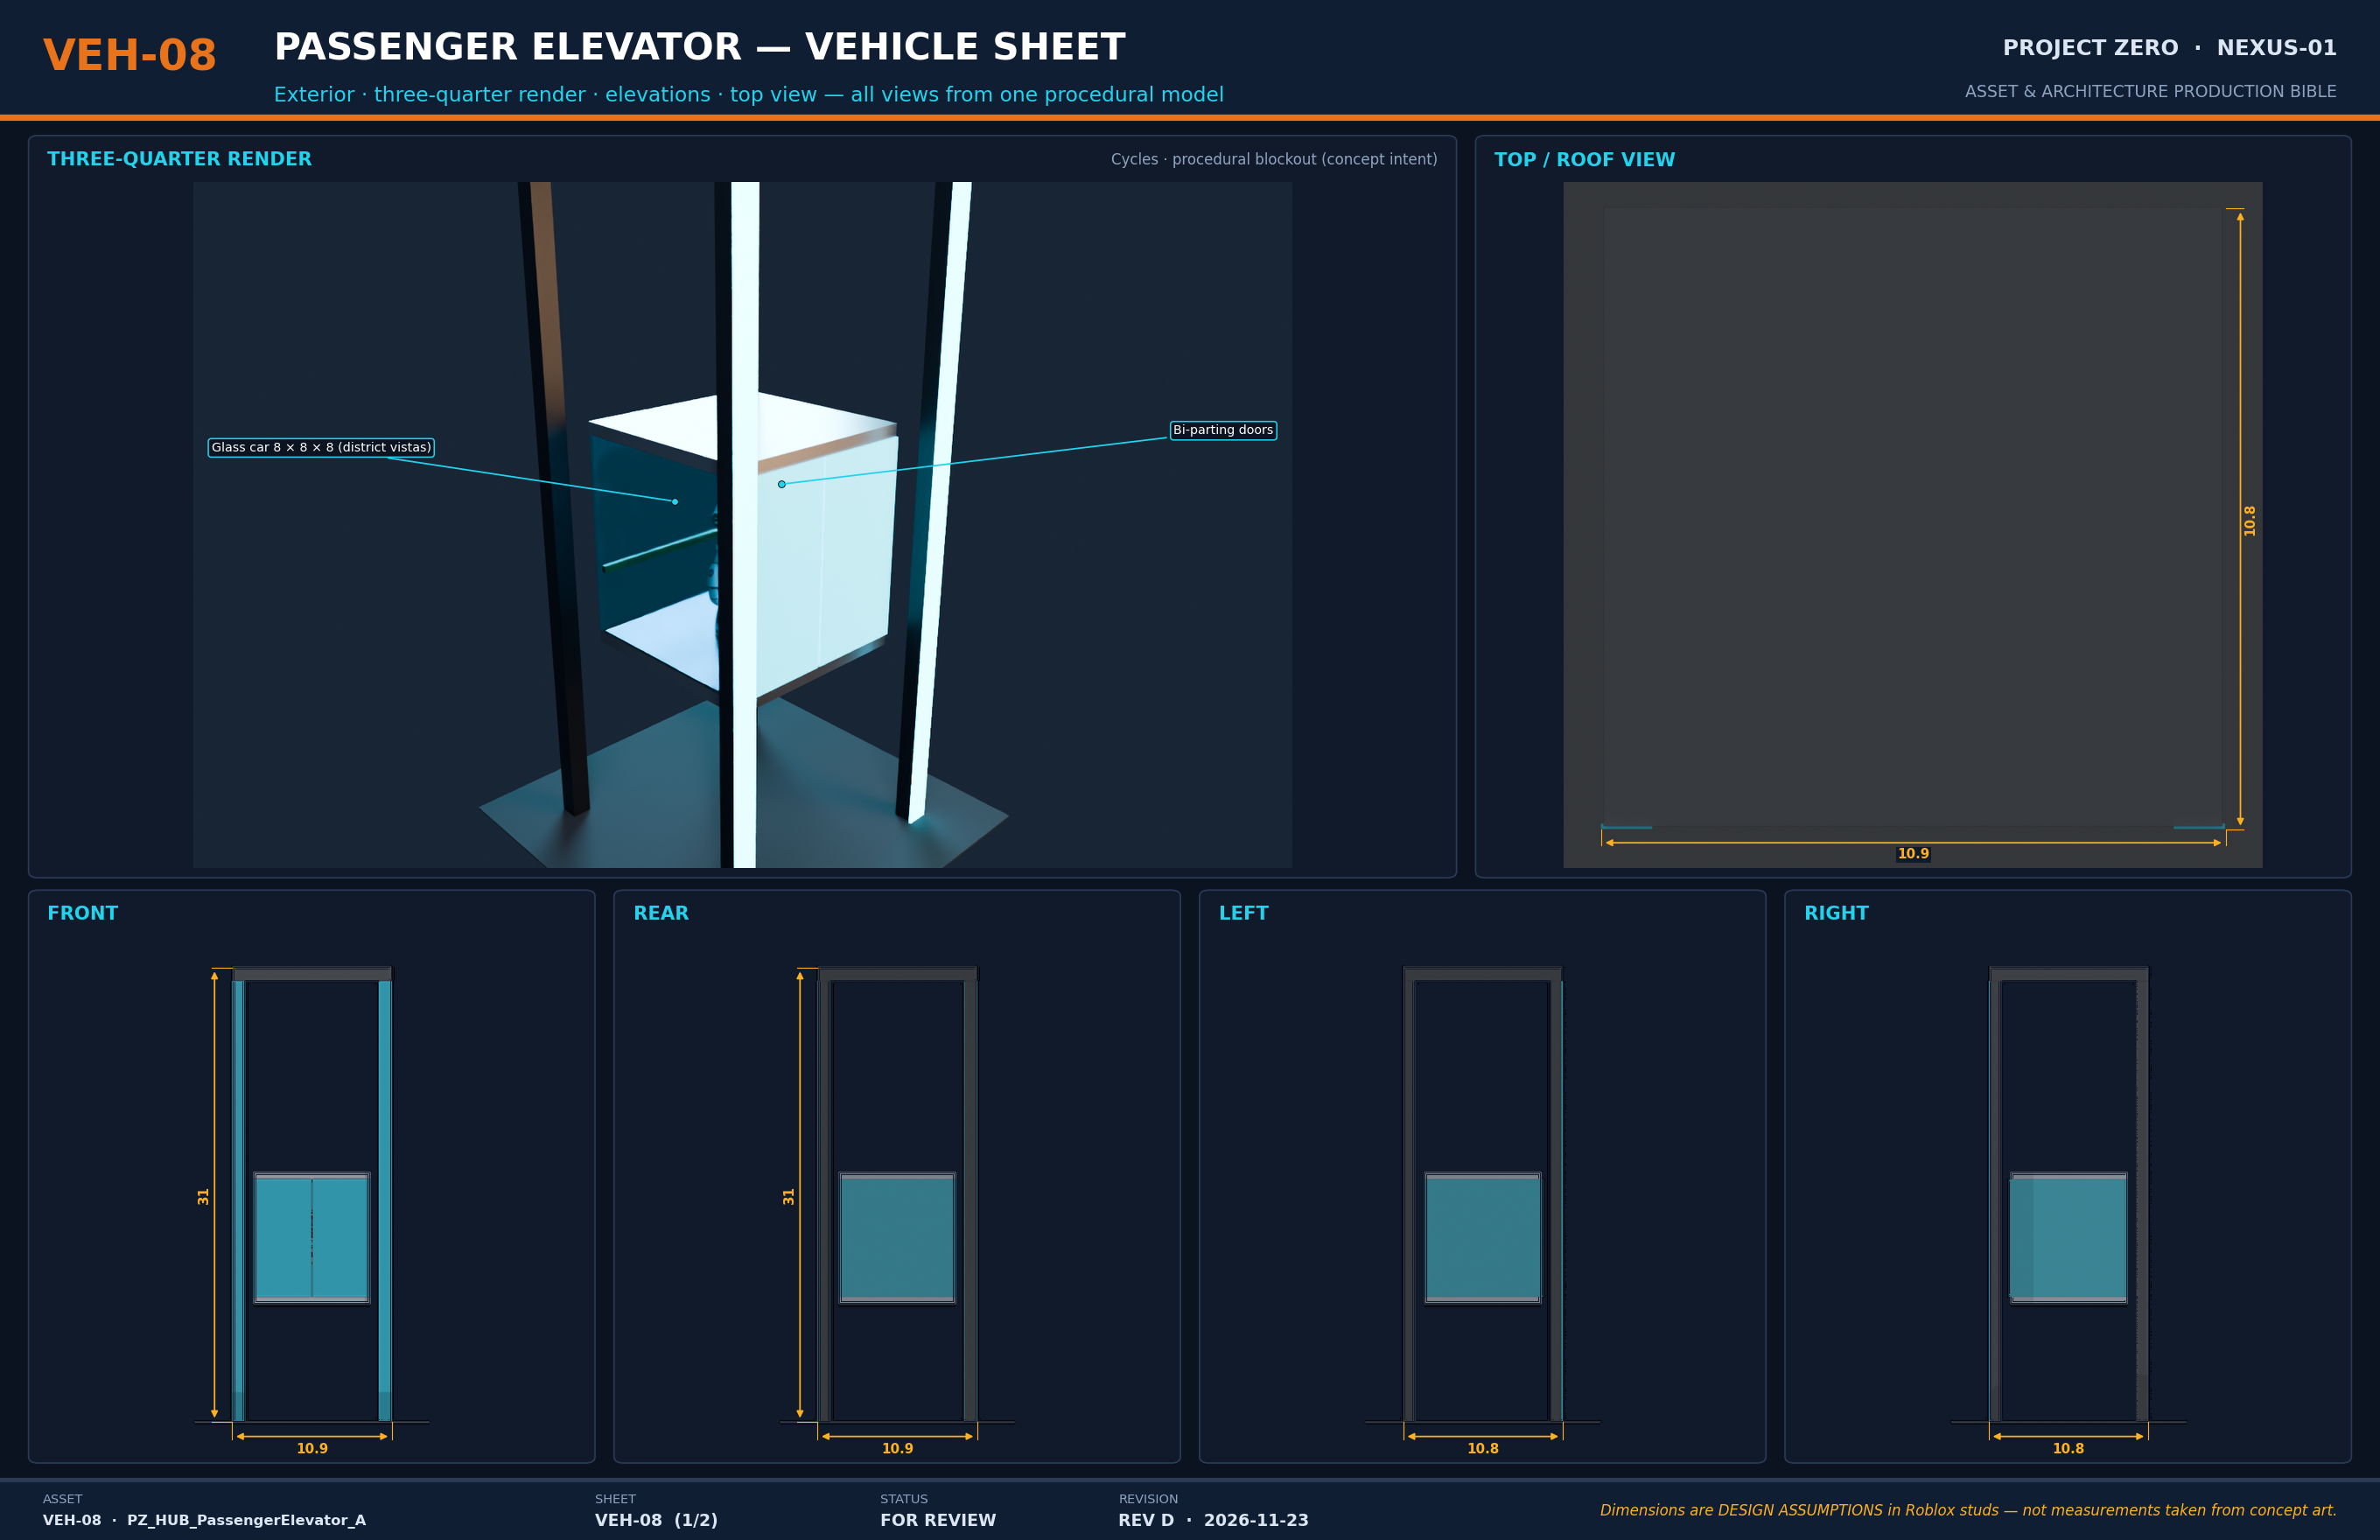 VEH-08
PASSENGER ELEVATOR — VEHICLE SHEET
Exterior · three-quarter render · elevations · top view — all views from one procedural model
PROJECT ZERO · NEXUS-01
ASSET & ARCHITECTURE PRODUCTION BIBLE
THREE-QUARTER RENDER
Cycles · procedural blockout (concept intent)
Glass car 8 × 8 × 8 (district vistas)
Bi-parting doors
TOP / ROOF VIEW
10.8
10.9
FRONT
31
10.9
REAR
31
10.9
LEFT
10.8
RIGHT
10.8
ASSET
VEH-08 · PZ_HUB_PassengerElevator_A
SHEET
VEH-08 (1/2)
STATUS
FOR REVIEW
REVISION
REV D · 2026-11-23
Dimensions are DESIGN ASSUMPTIONS in Roblox studs — not measurements taken from concept art.